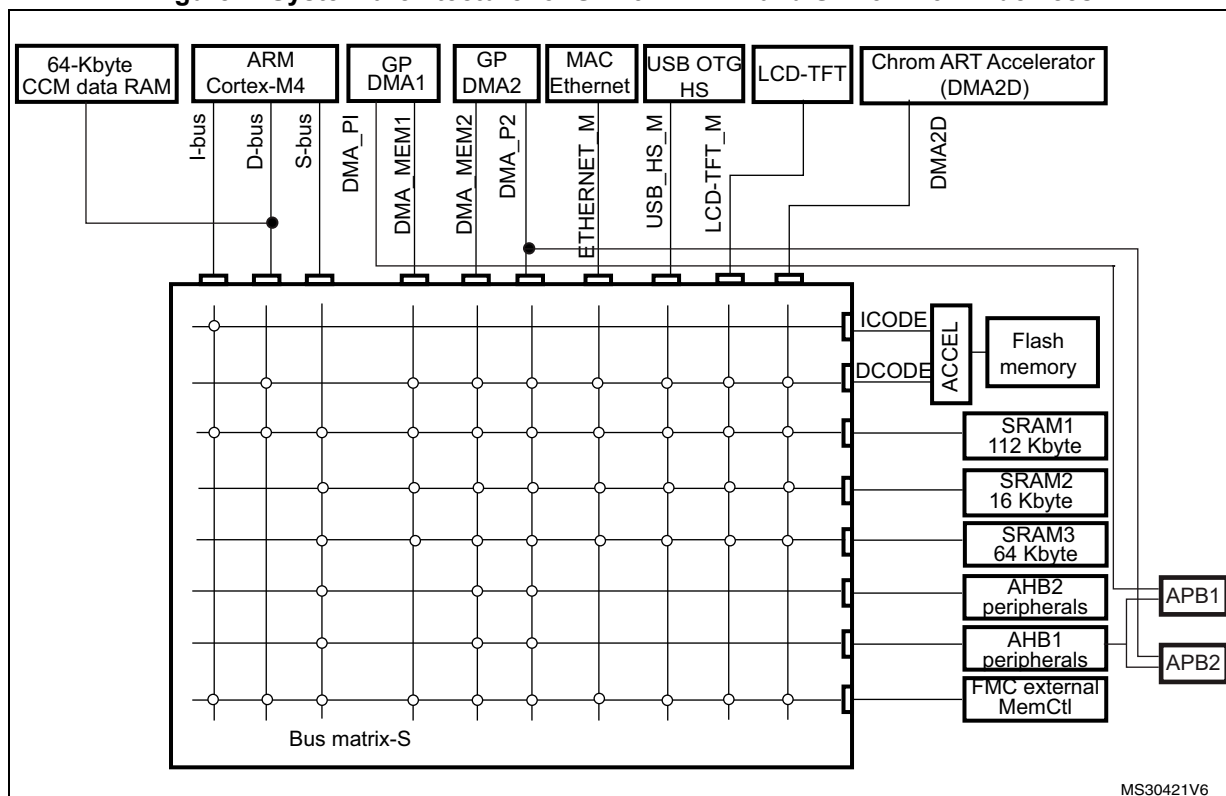 64-Kbyte
CCM data RAM
ARM
Cortex-M4
GP
DMA1
GP
DMA2
MAC
Ethernet
USB OTG
HS
LCD-TFT
Chrom ART Accelerator
(DMA2D)
I-bus
D-bus
S-bus
DMA_PI
DMA_MEM1
DMA_MEM2
DMA_P2
ETHERNET_M
USB_HS_M
LCD-TFT_M
DMA2D
ICODE
DCODE
ACCEL
Flash
memory
SRAM1
112 Kbyte
SRAM2
16 Kbyte
SRAM3
64 Kbyte
AHB2
peripherals
AHB1
peripherals
FMC external
MemCtl
APB1
APB2
Bus matrix-S
MS30421V6